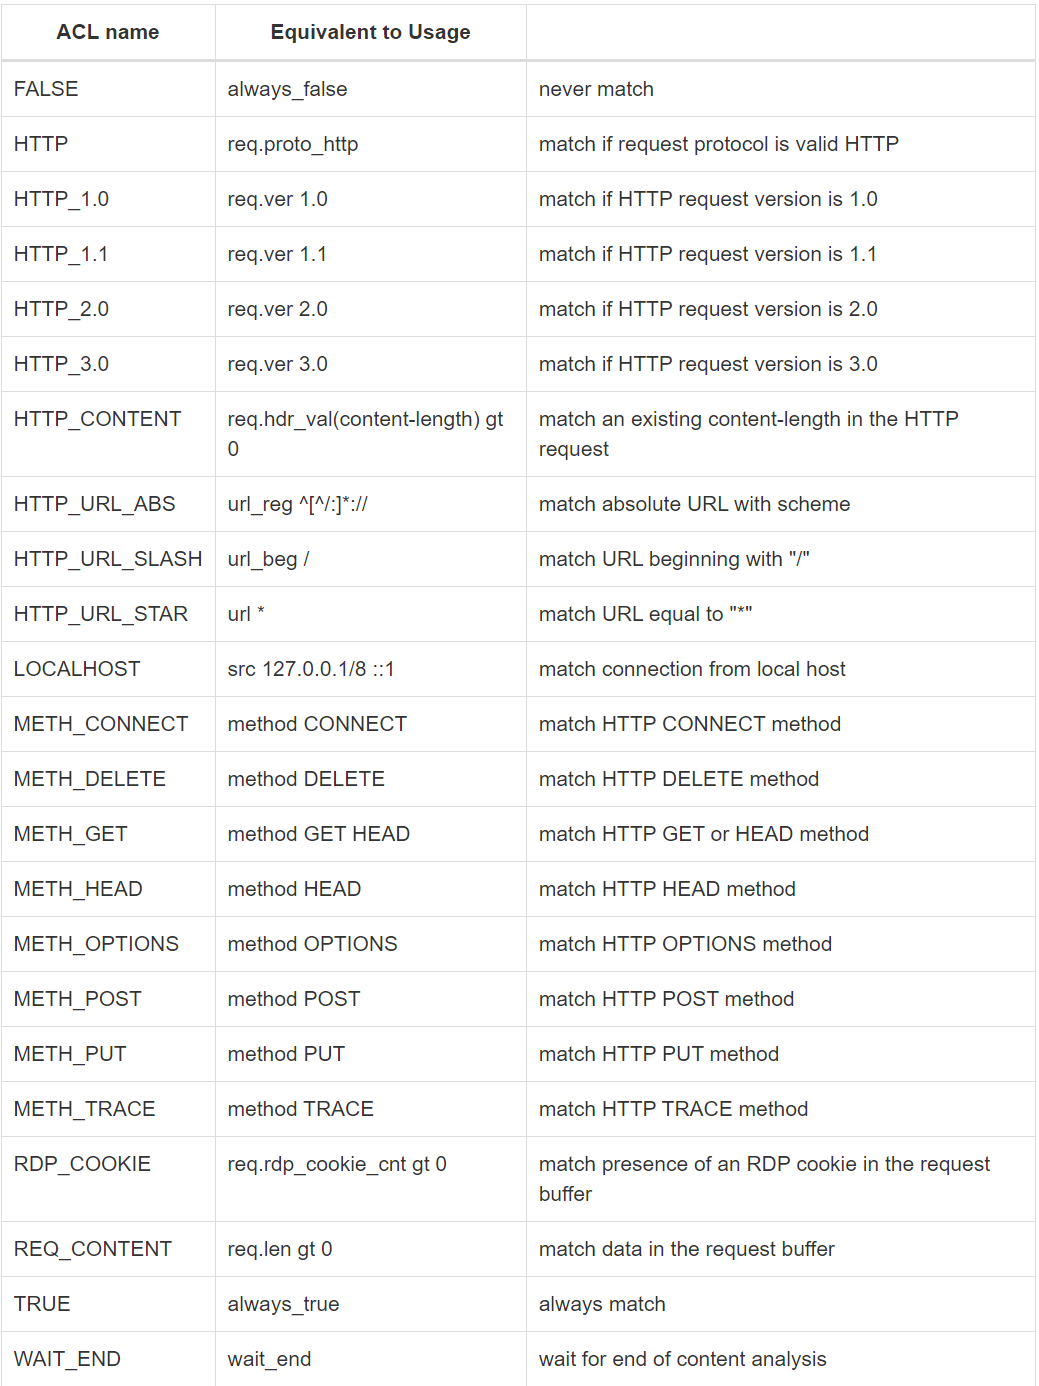 ACL name Equivalent to Usage
FALSE always_false never match
HTTP req.proto_http match if request protocol is valid HTTP
HTTP_1.0 req.ver 1.0 match if HTTP request version is 1.0
HTTP_1.1 req.ver 1.1 match if HTTP request version is 1.1
HTTP_2.0 req.ver 2.0 match if HTTP request version is 2.0
HTTP_3.0 req.ver 3.0 match if HTTP request version is 3.0
HTTP_CONTENT req.hdr_val(content-length) gt match an existing content-length in the HTTP
0 request
HTTP_URL_ABS url_reg ^[^/:]*:// match absolute URL with scheme
HTTP_URL_SLASH url_beg / match URL beginning with "/"
HTTP_URL_STAR url * match URL equal to "*"
LOCALHOST src 127.0.0.1/8 ::1 match connection from local host
METH_CONNECT method CONNECT match HTTP CONNECT method
METH_DELETE method DELETE match HTTP DELETE method
METH_GET method GET HEAD match HTTP GET or HEAD method
METH_HEAD method HEAD match HTTP HEAD method
METH_OPTIONS method OPTIONS match HTTP OPTIONS method
METH_POST method POST match HTTP POST method
METH_PUT method PUT match HTTP PUT method
METH_TRACE method TRACE match HTTP TRACE method
RDP_COOKIE req.rdp_cookie_cnt gt 0 match presence of an RDP cookie in the request
buffer
REQ_CONTENT req.len gt 0 match data in the request buffer
TRUE always_true always match
WAIT_END wait_end wait for end of content analysis